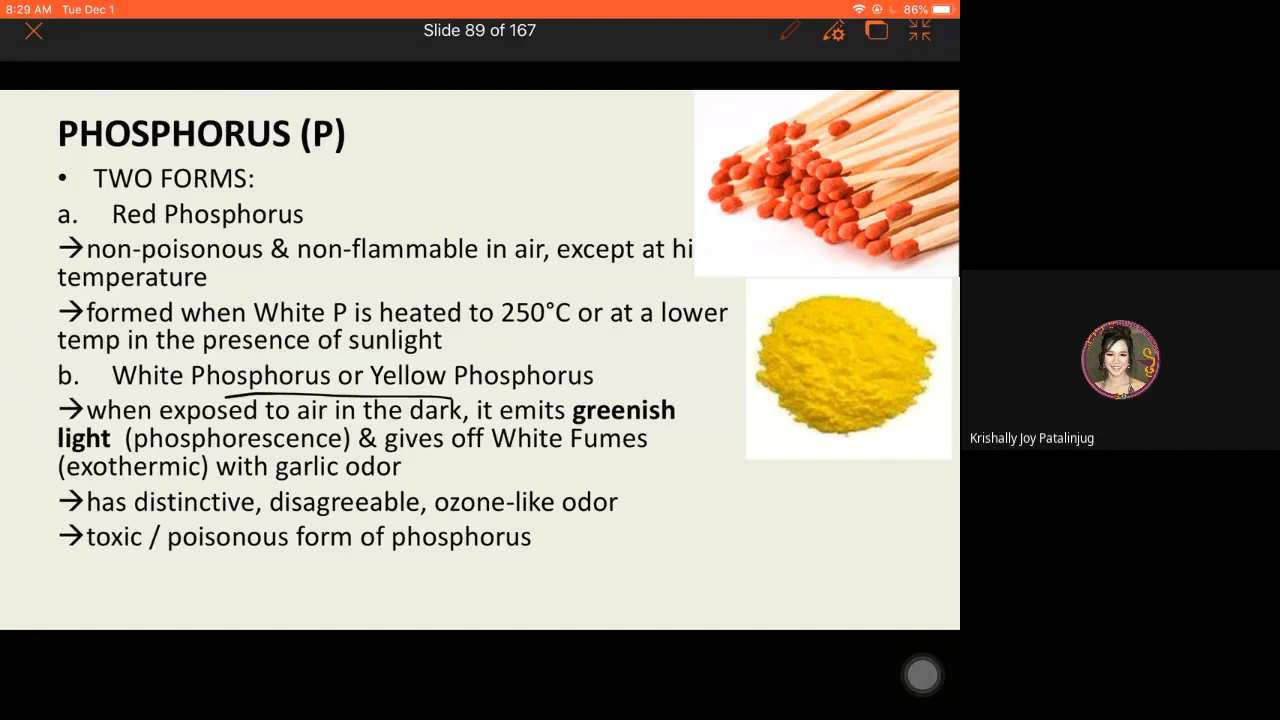 8:29 AM Tue Dec 1
86%
Slide 89 of 167
PHOSPHORUS (P)
• TWO FORMS:
a. Red Phosphorus
→non-poisonous & non-flammable in air, except at hi
temperature
→formed when White P is heated to 250°C or at a lower
temp in the presence of sunlight
b. White Phosphorus or Yellow Phosphorus
→when exposed to air in the dark, it emits greenish
light (phosphorescence) & gives off White Fumes
(exothermic) with garlic odor
→has distinctive, disagreeable, ozone-like odor
→toxic / poisonous form of phosphorus
Krishally Joy Patalinjug